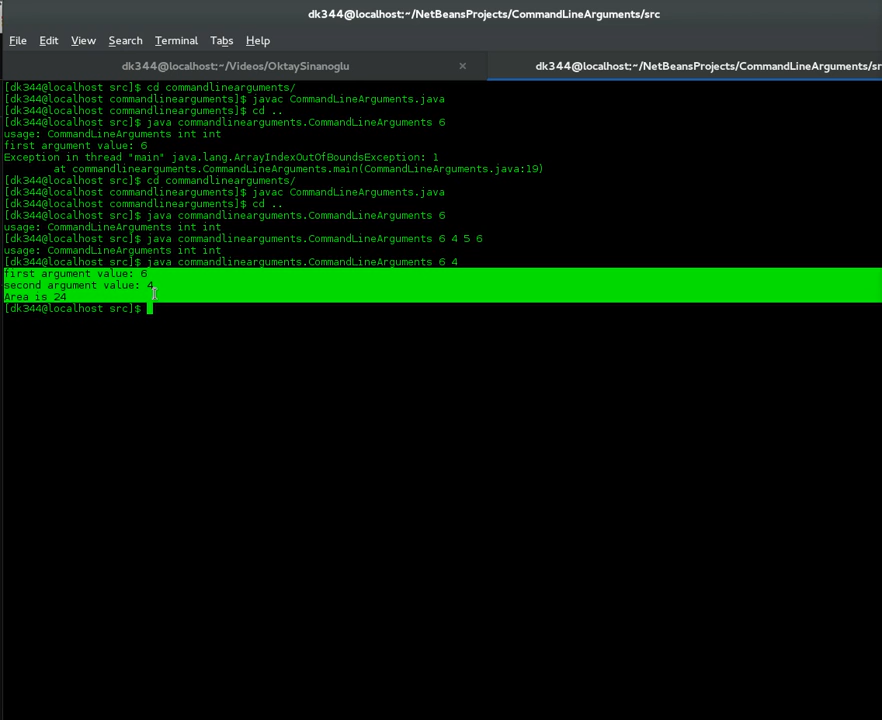 dk344@localhost:~/NetBeansProjects/CommandLineArguments/src
File Edit View Search Terminal Tabs Help
dk344@localhost:~/Videos/OktaySinanoglu × dk344@localhost:~/NetBeansProjects/CommandLineArguments/sr
[dk344@localhost src]$ cd commandlinearguments/
[dk344@localhost commandlinearguments]$ javac CommandLineArguments.java
[dk344@localhost commandlinearguments]$ cd ..
[dk344@localhost src]$ java commandlinearguments.CommandLineArguments 6
usage: CommandLineArguments int int
first argument value: 6
Exception in thread "main" java.lang.ArrayIndexOutOfBoundsException: 1
        at commandlinearguments.CommandLineArguments.main(CommandLineArguments.java:19)
[dk344@localhost src]$ cd commandlinearguments/
[dk344@localhost commandlinearguments]$ javac CommandLineArguments.java
[dk344@localhost commandlinearguments]$ cd ..
[dk344@localhost src]$ java commandlinearguments.CommandLineArguments 6
usage: CommandLineArguments int int
[dk344@localhost src]$ java commandlinearguments.CommandLineArguments 6 4 5 6
usage: CommandLineArguments int int
[dk344@localhost src]$ java commandlinearguments.CommandLineArguments 6 4
first argument value: 6
second argument value: 4
Area is 24
[dk344@localhost src]$